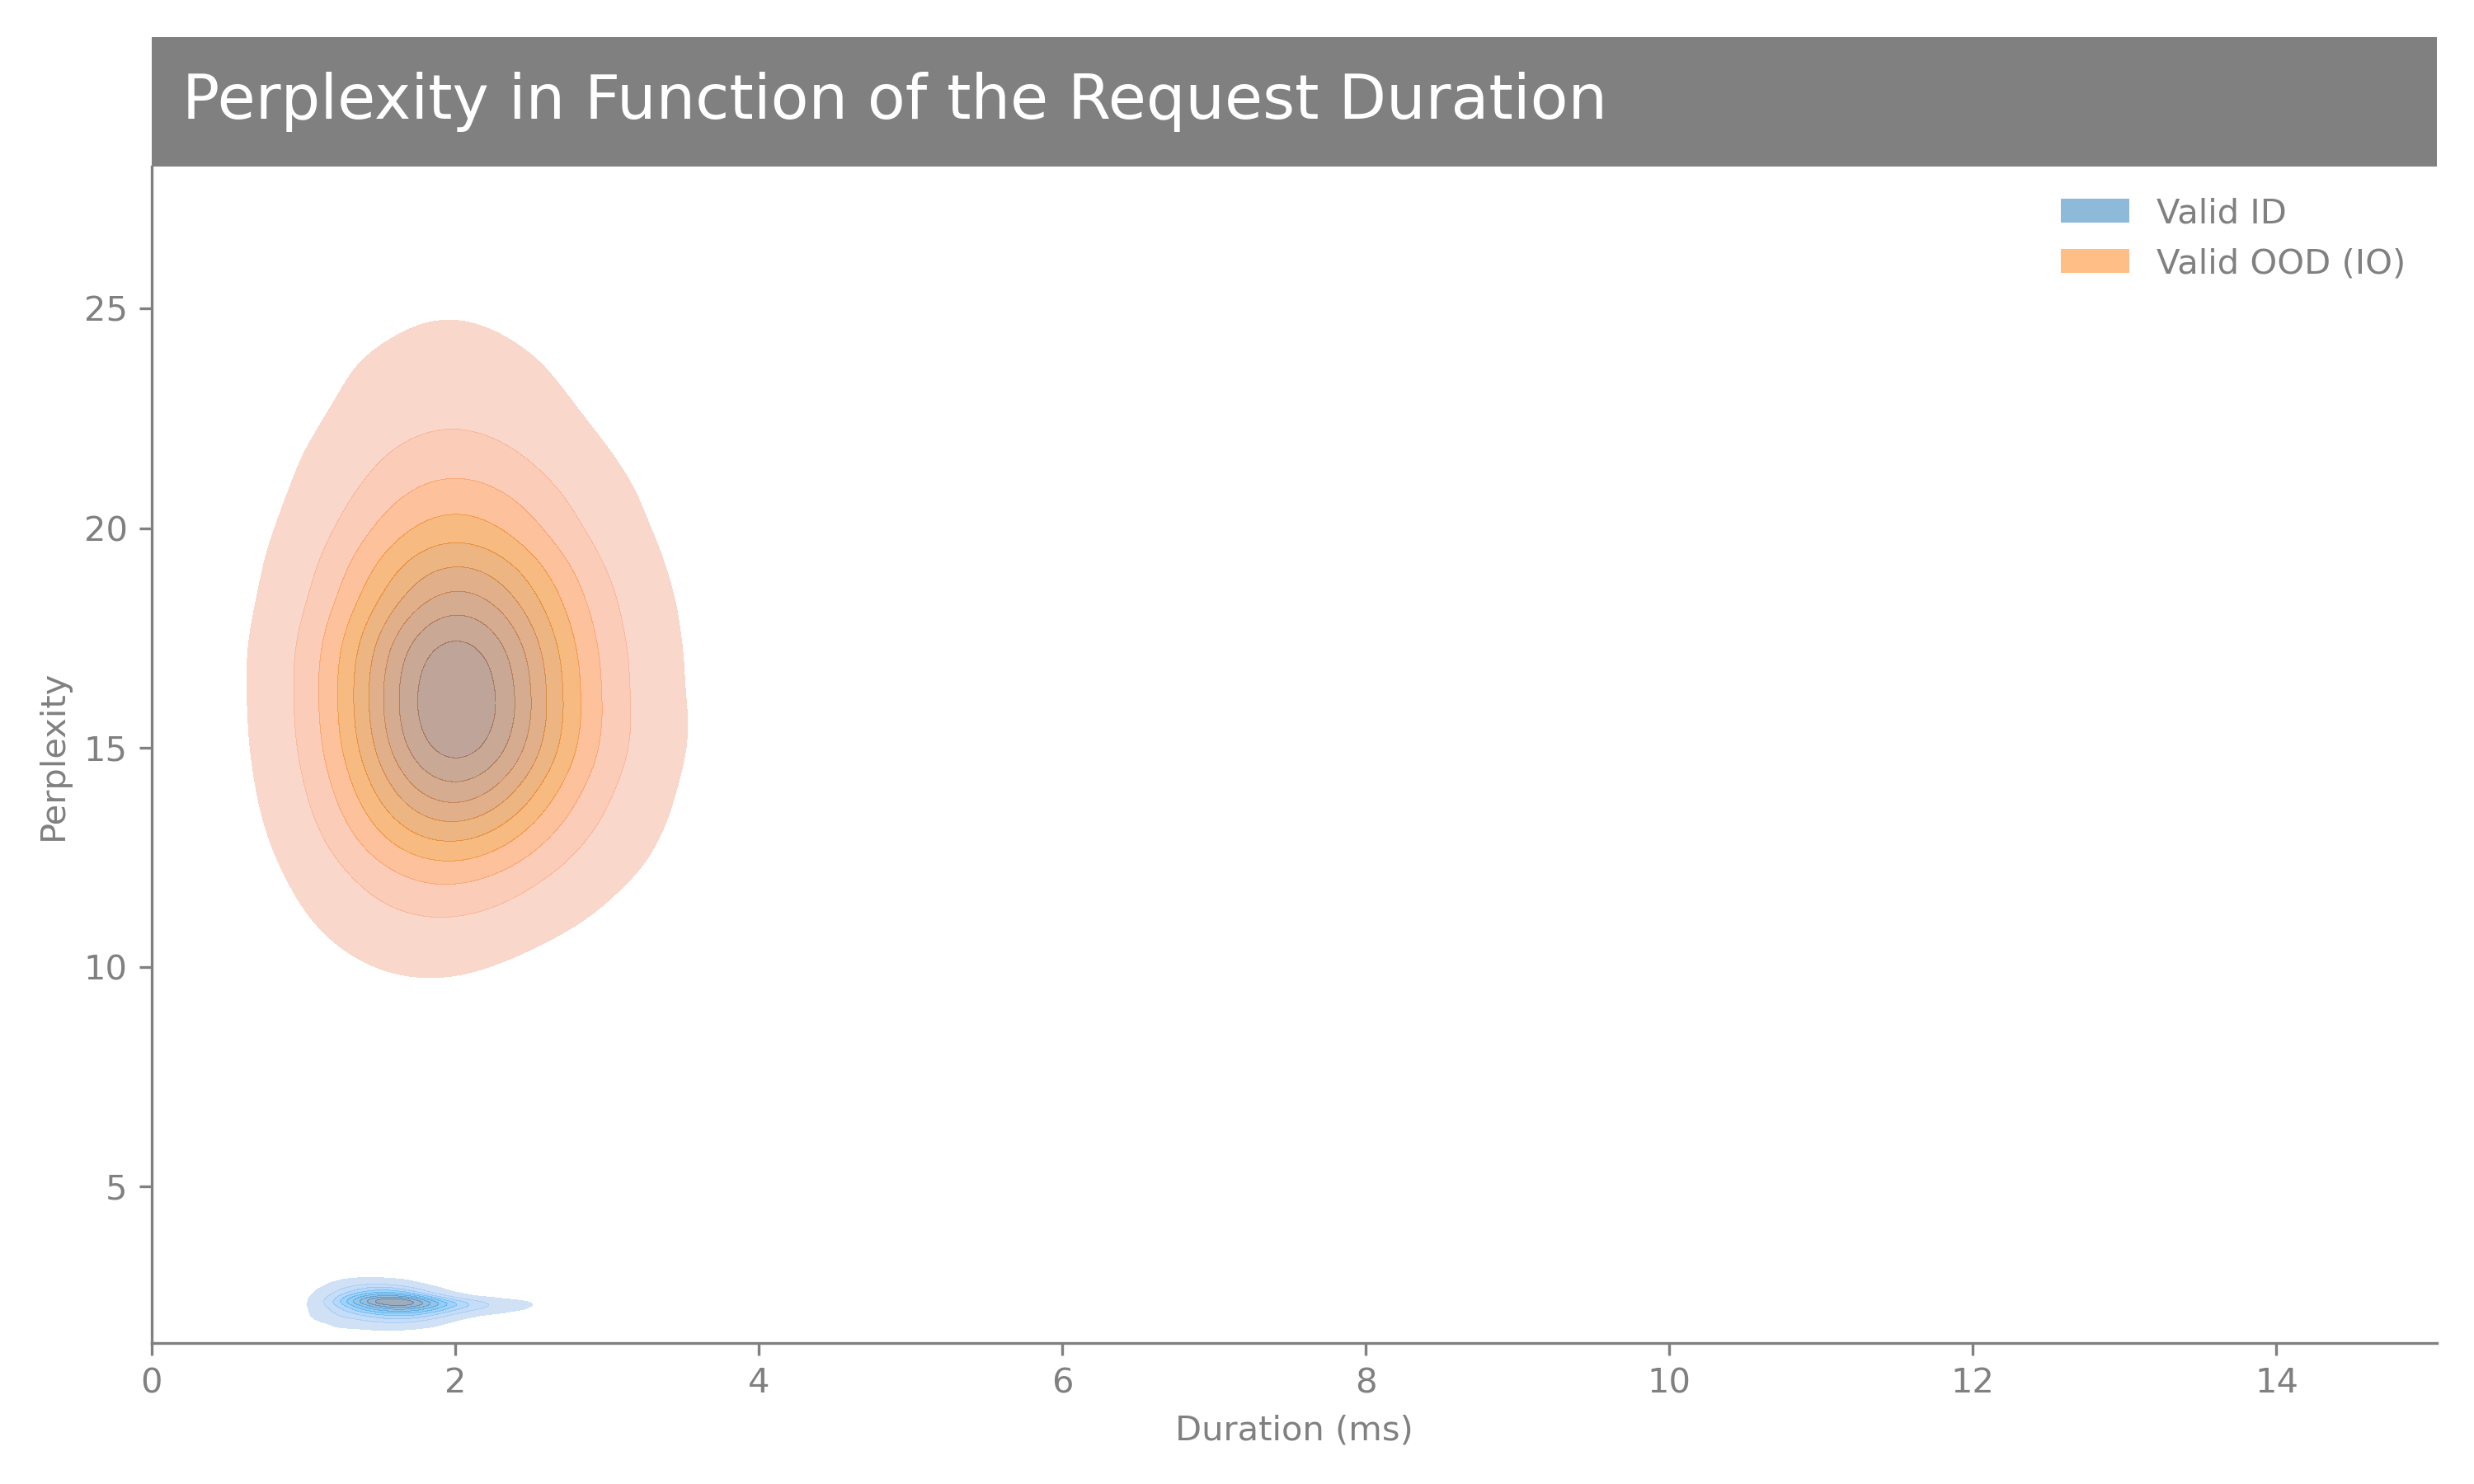 Perplexity in Function of the Request Duration
Valid ID
Valid OOD (IO)
25
20
15
10
5
Perplexity
0 2 4 6 8 10 12 14
Duration (ms)